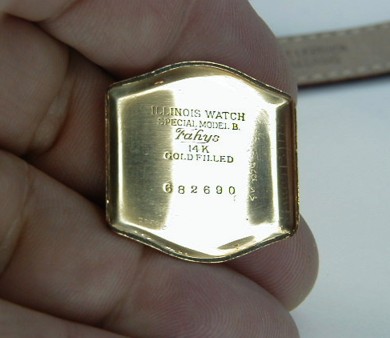 ILLINOIS WATCH
SPECIAL MODEL B.
Fahys
14 K
GOLD FILLED
682690